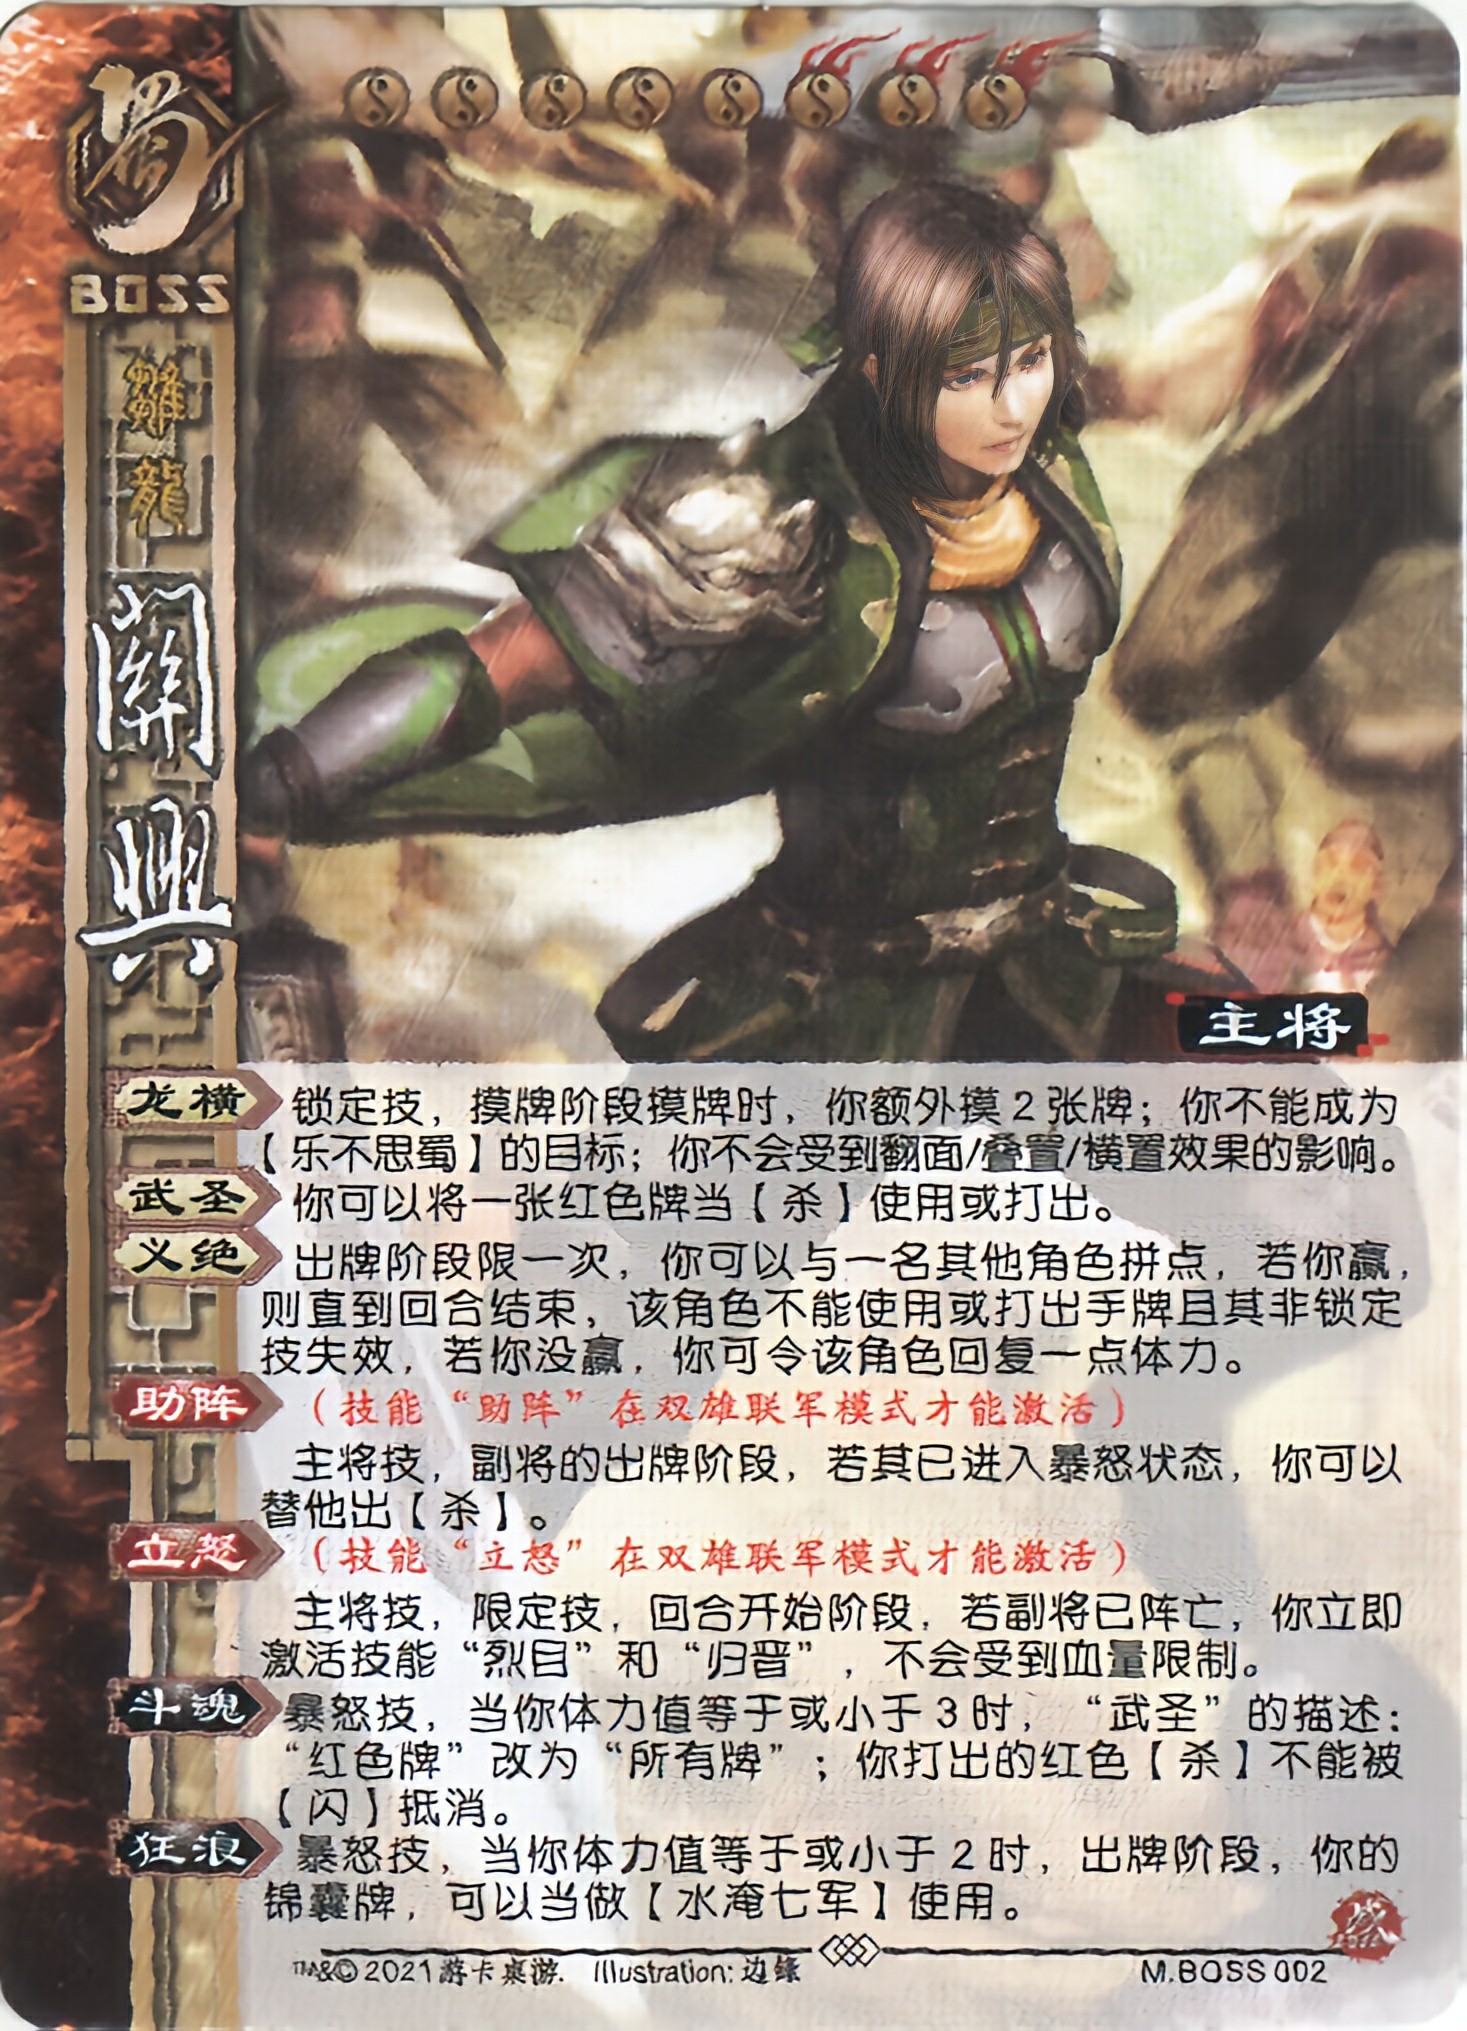 蜀
BOSS
雛龍
關興
主将
龙横 锁定技，摸牌阶段摸牌时，你额外摸2张牌；你不能成为
【乐不思蜀】的目标；你不会受到翻面/叠置/横置效果的影响。
武圣 你可以将一张红色牌当【杀】使用或打出。
义绝 出牌阶段限一次，你可以与一名其他角色拼点，若你赢，
则直到回合结束，该角色不能使用或打出手牌且其非锁定
技失效，若你没赢，你可令该角色回复一点体力。
助阵 （技能“助阵”在双雄联军模式才能激活）
主将技，副将的出牌阶段，若其已进入暴怒状态，你可以
替他出【杀】。
立怒 （技能“立怒”在双雄联军模式才能激活）
主将技，限定技，回合开始阶段，若副将已阵亡，你立即
激活技能“烈目”和“归晋”，不会受到血量限制。
斗魂 暴怒技，当你体力值等于或小于3时，“武圣”的描述：
“红色牌”改为“所有牌”；你打出的红色【杀】不能被
【闪】抵消。
狂浪 暴怒技，当你体力值等于或小于2时，出牌阶段，你的
锦囊牌，可以当做【水淹七军】使用。
™&©2021游卡桌游. Illustration:边锋
M.BOSS 002